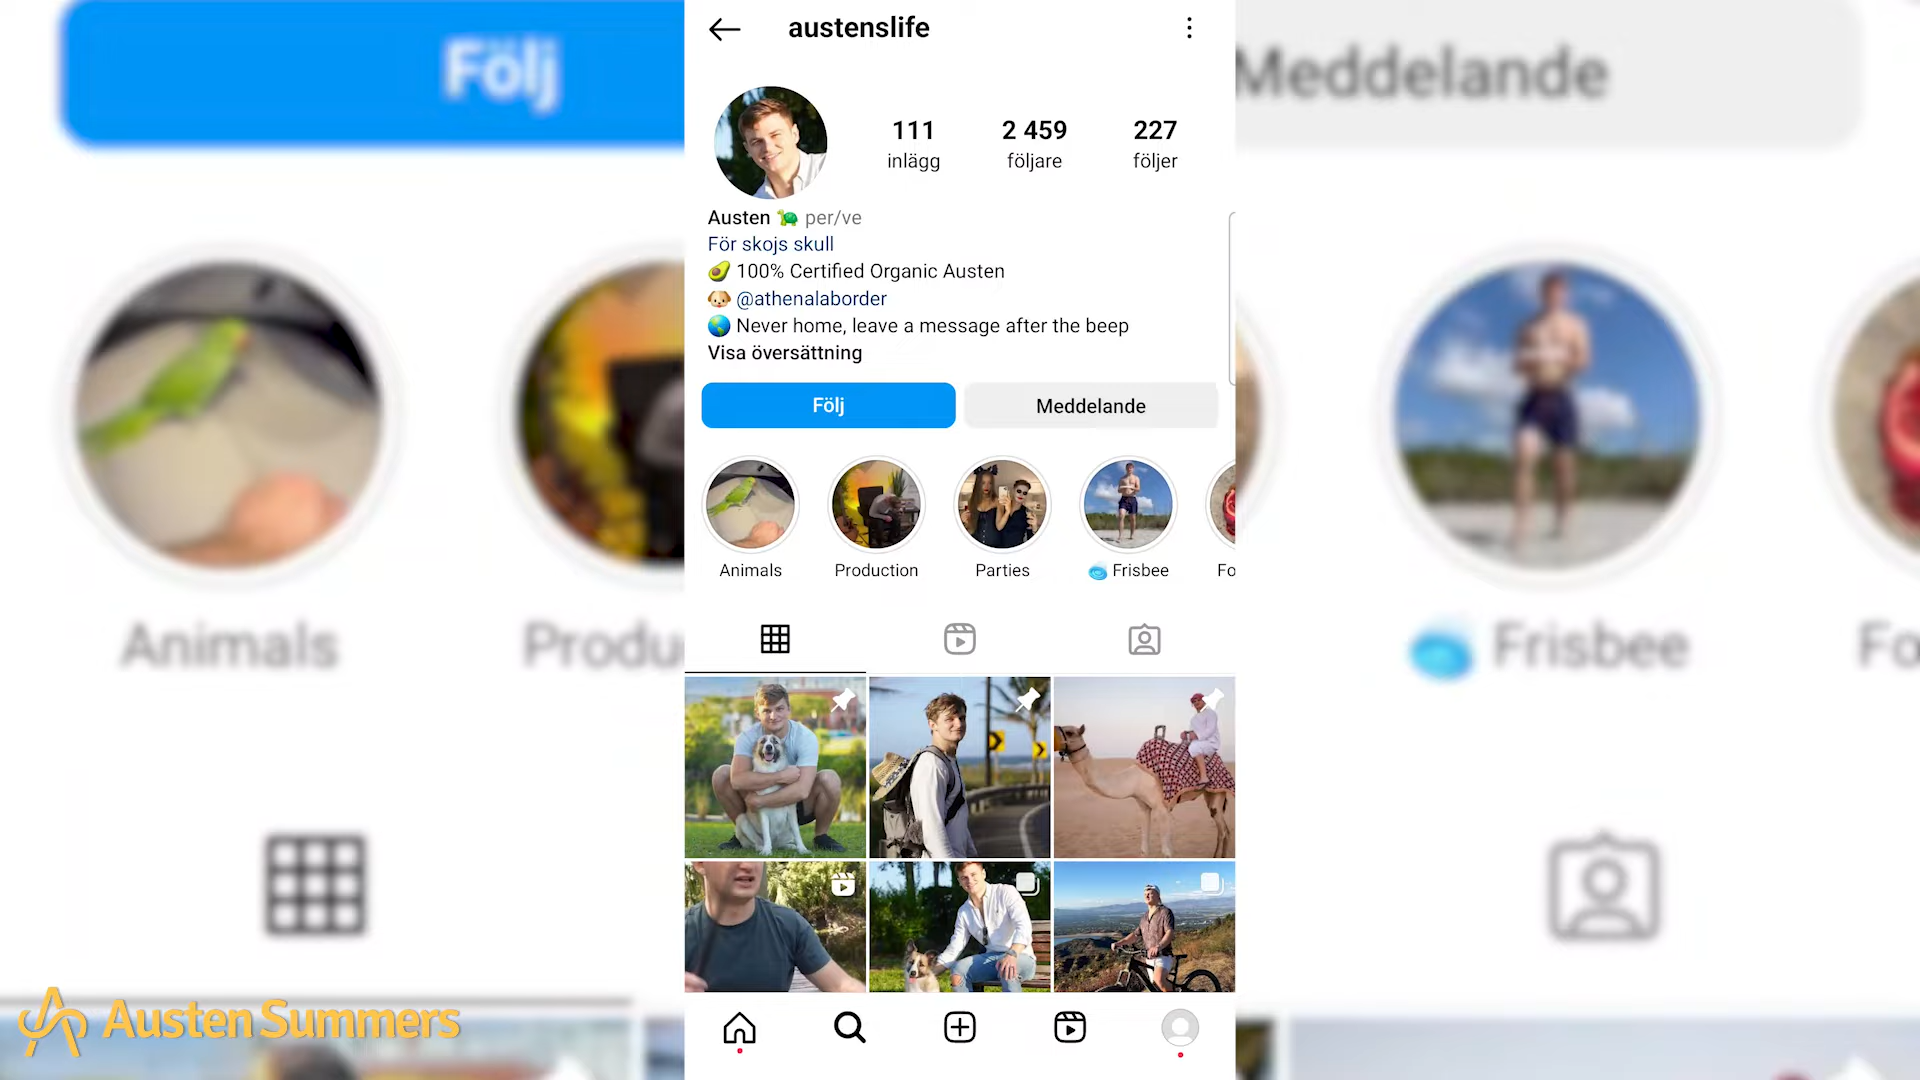 austenslife
111
inlägg
2 459
följare
227
följer
Austen 🐢 per/ve
För skojs skull
🥑 100% Certified Organic Austen
🐶 @athenalaborder
🌎 Never home, leave a message after the beep
Visa översättning
Följ
Meddelande
Animals
Production
Parties
🥏 Frisbee
Fo
Följ
Meddelande
Animals
Produ
Frisbee
Fo
Austen Summers